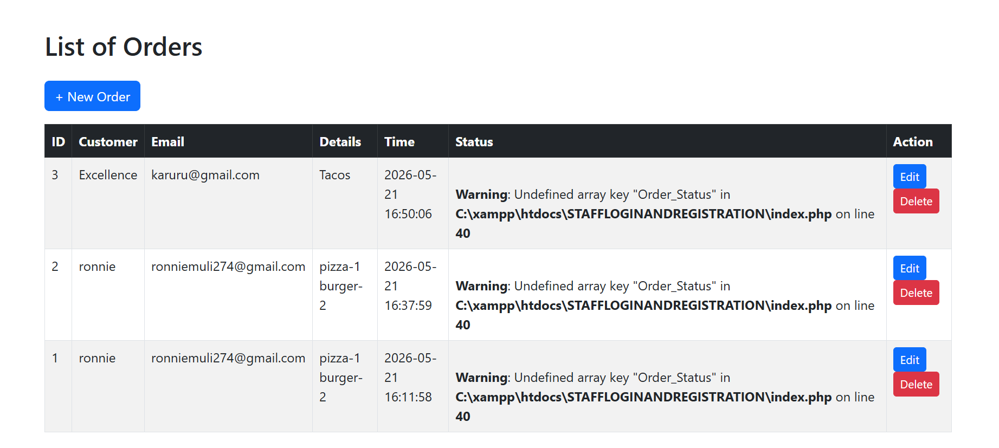 List of Orders
+ New Order
ID Customer Email Details Time Status Action
3 Excellence karuru@gmail.com Tacos 2026-05-
21
16:50:06
Warning: Undefined array key "Order_Status" in
C:\xampp\htdocs\STAFFLOGINANDREGISTRATION\index.php on line
40
Edit
Delete
2 ronnie ronniemuli274@gmail.com pizza-1
burger-
2
2026-05-
21
16:37:59
Warning: Undefined array key "Order_Status" in
C:\xampp\htdocs\STAFFLOGINANDREGISTRATION\index.php on line
40
Edit
Delete
1 ronnie ronniemuli274@gmail.com pizza-1
burger-
2
2026-05-
21
16:11:58
Warning: Undefined array key "Order_Status" in
C:\xampp\htdocs\STAFFLOGINANDREGISTRATION\index.php on line
40
Edit
Delete